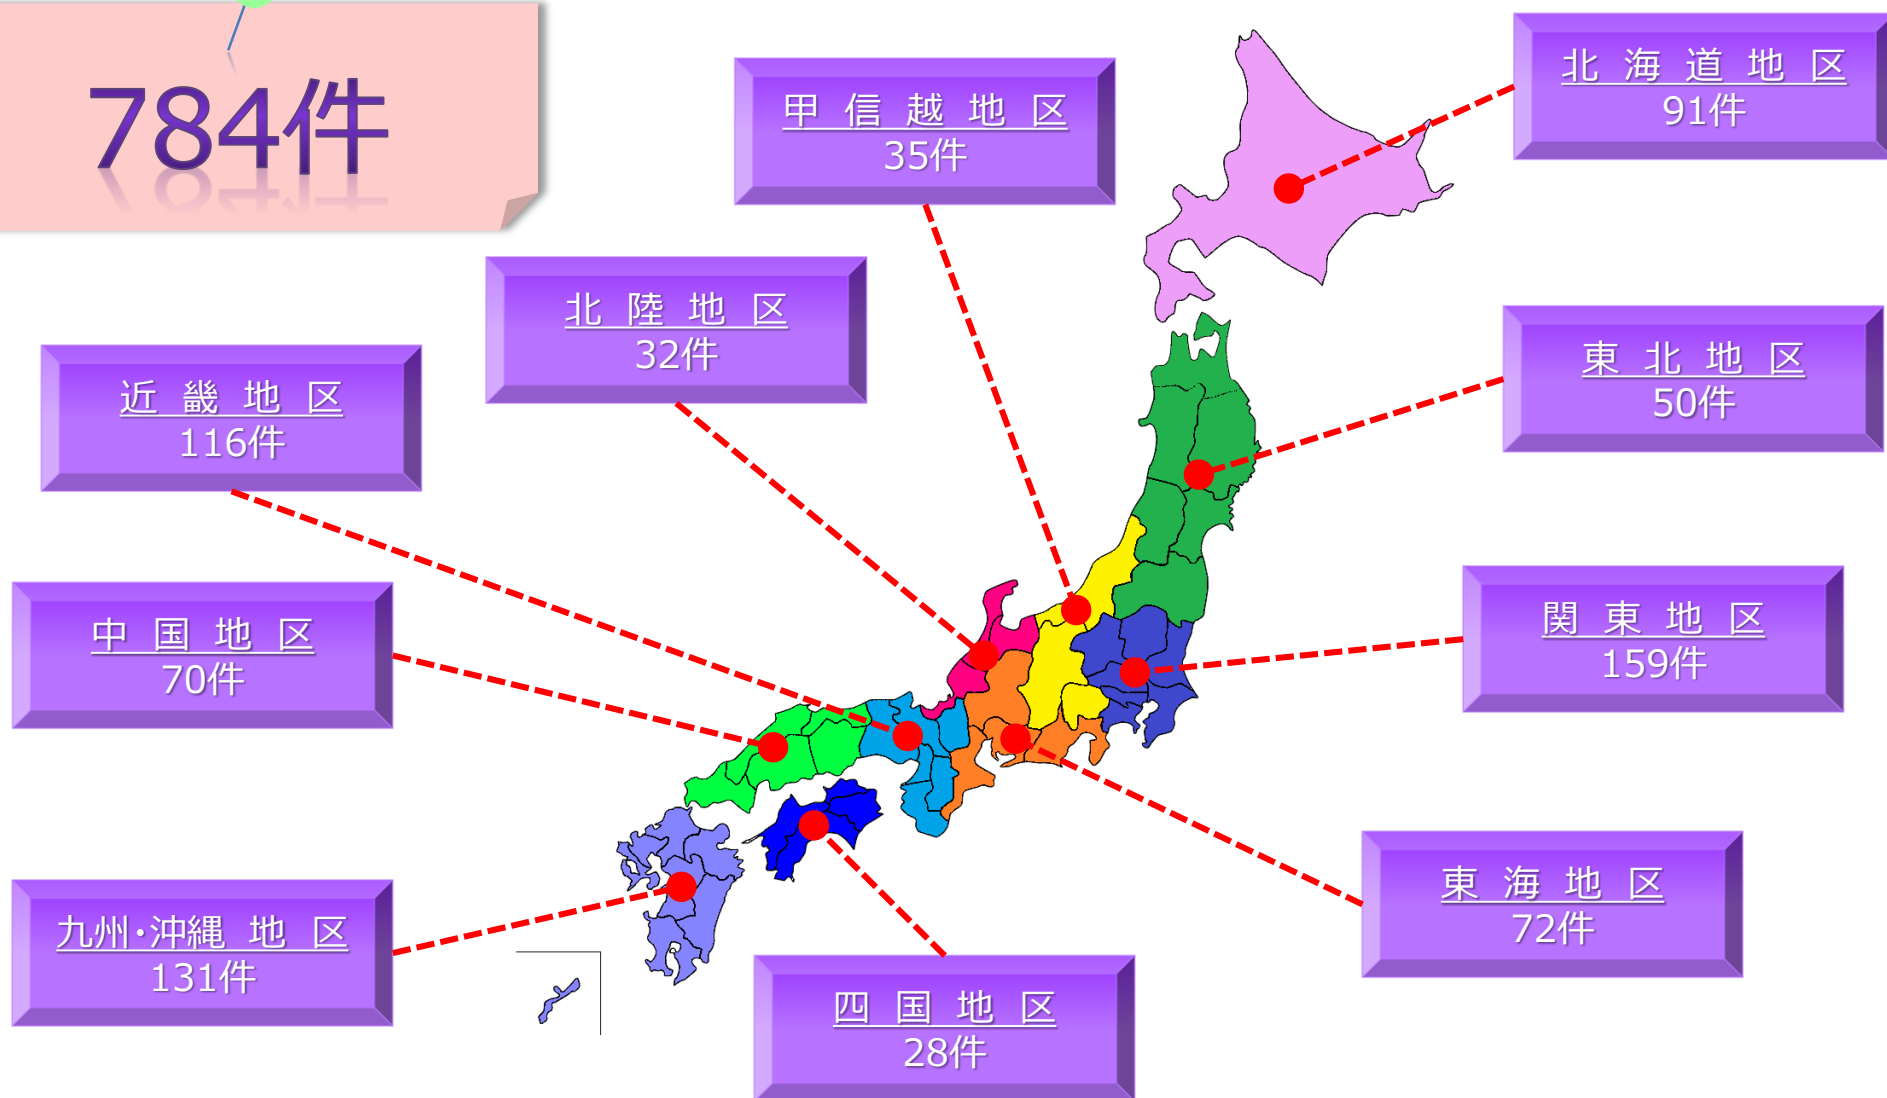 784件
北海道地区
91件
甲信越地区
35件
北陸地区
32件
東北地区
50件
近畿地区
116件
関東地区
159件
中国地区
70件
東海地区
72件
九州・沖縄地区
131件
四国地区
28件